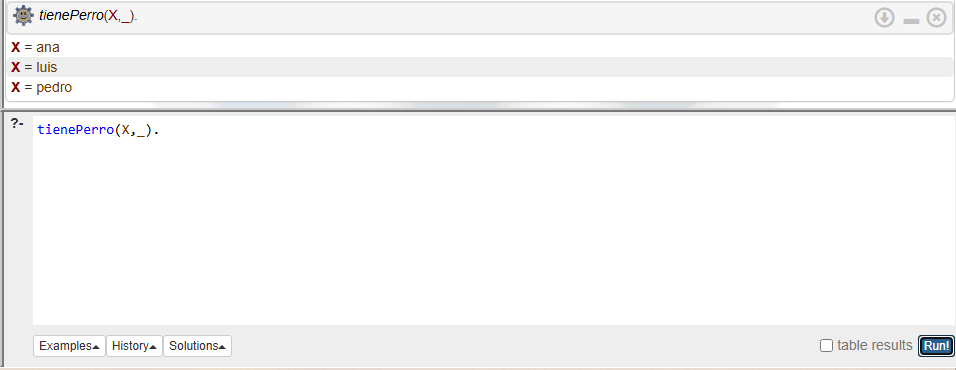 tienePerro(X,_).
X = ana
X = luis
X = pedro
?- tienePerro(X,_).
Examples History Solutions table results Run!